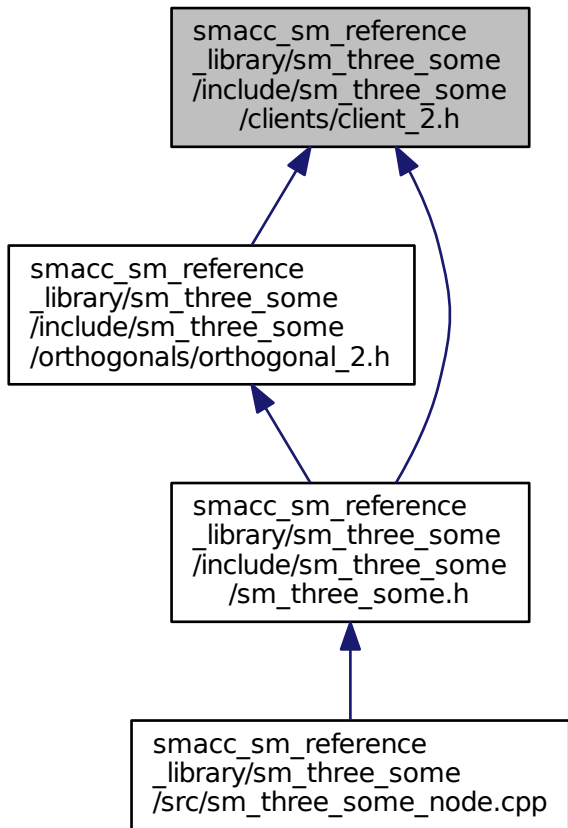 smacc_sm_reference
_library/sm_three_some
/include/sm_three_some
/clients/client_2.h
smacc_sm_reference
_library/sm_three_some
/include/sm_three_some
/orthogonals/orthogonal_2.h
smacc_sm_reference
_library/sm_three_some
/include/sm_three_some
/sm_three_some.h
smacc_sm_reference
_library/sm_three_some
/src/sm_three_some_node.cpp